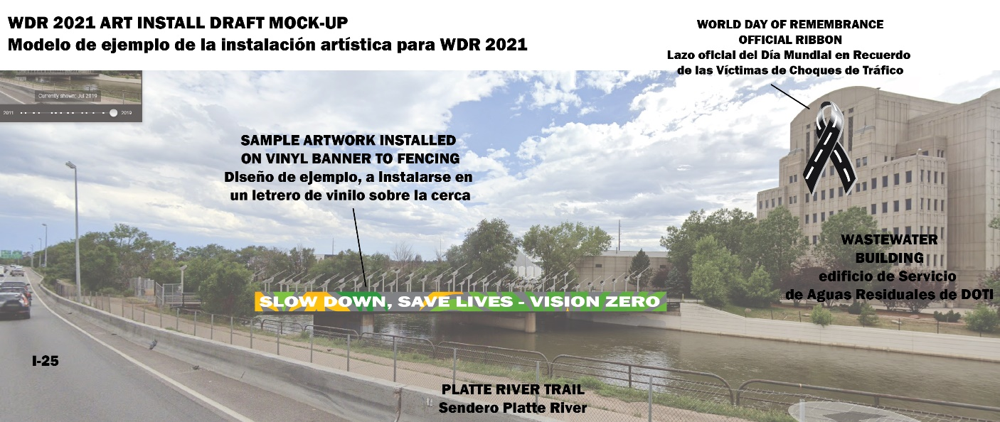 WDR 2021 ART INSTALL DRAFT MOCK-UP
Modelo de ejemplo de la instalación artística para WDR 2021
WORLD DAY OF REMEMBRANCE
OFFICIAL RIBBON
Lazo oficial del Día Mundial en Recuerdo
de las Víctimas de Choques de Tráfico
Currently shown: Jul 2019
2011
2019
SAMPLE ARTWORK INSTALLED
ON VINYL BANNER TO FENCING
Diseño de ejemplo, a Instalarse en
un letrero de vinilo sobre la cerca
WASTEWATER
BUILDING
edificio de Servicio
de Aguas Residuales de DOTI
SLOW DOWN, SAVE LIVES - VISION ZERO
I-25
PLATTE RIVER TRAIL
Sendero Platte River